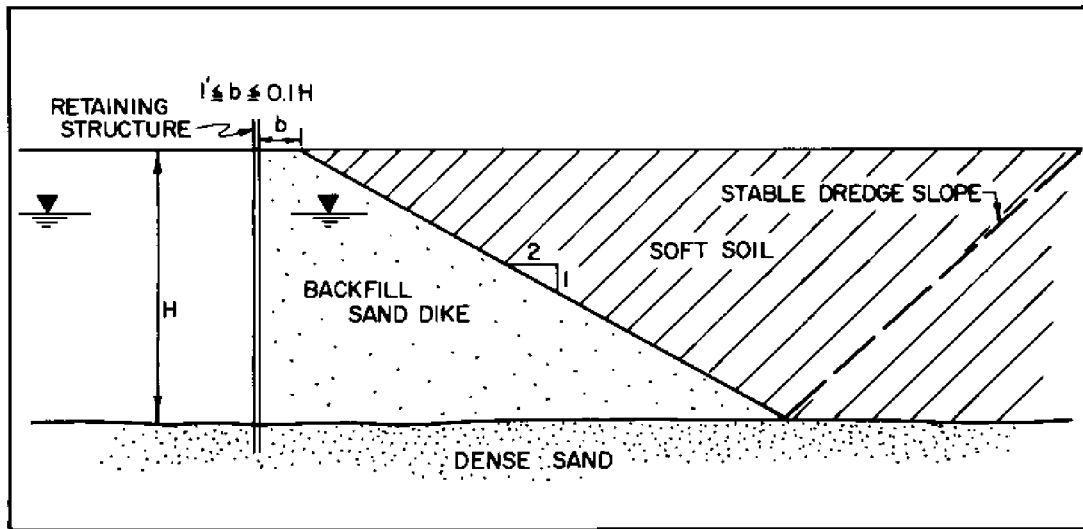 1' ≦ b ≦ 0.1H
RETAINING
STRUCTURE
b
STABLE DREDGE SLOPE
2
1
SOFT SOIL
BACKFILL
SAND DIKE
H
DENSE SAND